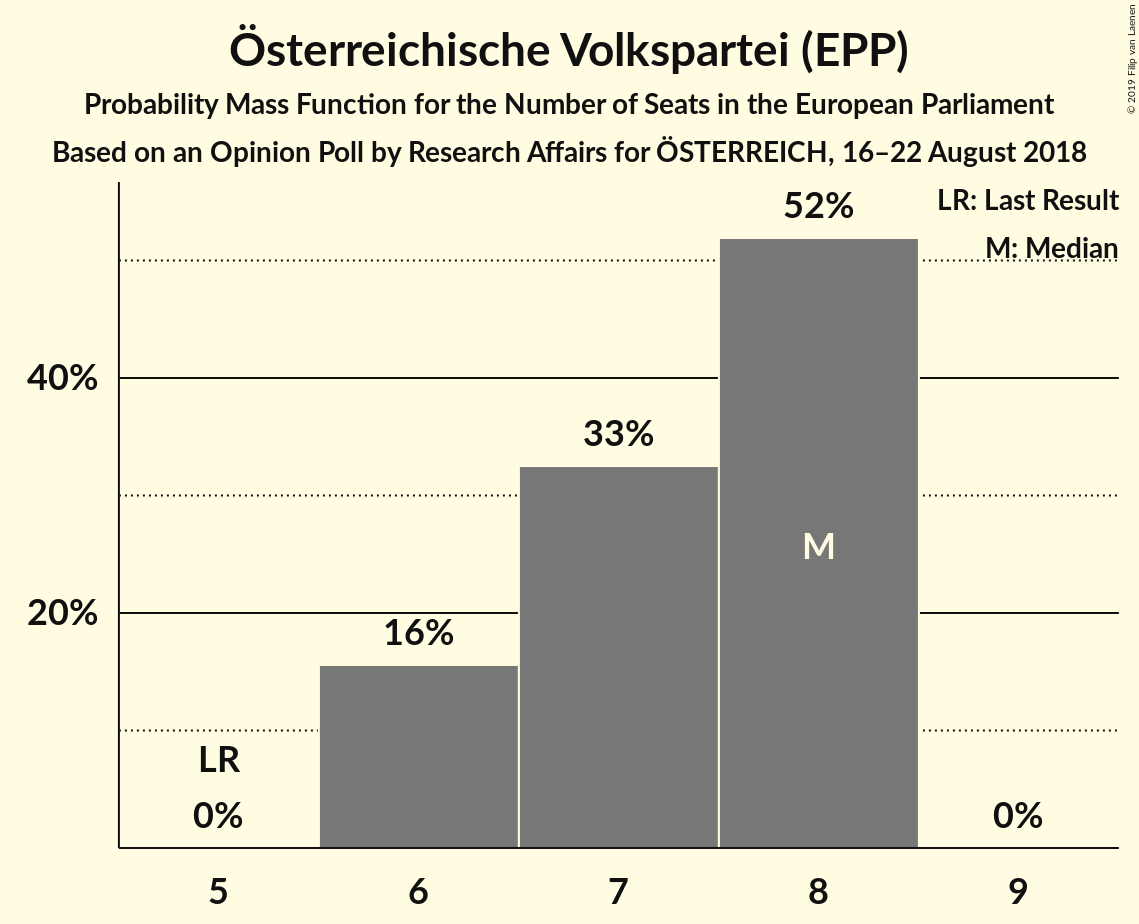 Österreichische Volkspartei (EPP)
Probability Mass Function for the Number of Seats in the European Parliament
Based on an Opinion Poll by Research Affairs for ÖSTERREICH, 16–22 August 2018
© 2019 Filip van Laenen
LR: Last Result
M: Median
52%
40%
33%
M
20%
16%
LR
0%
0%
5 6 7 8 9